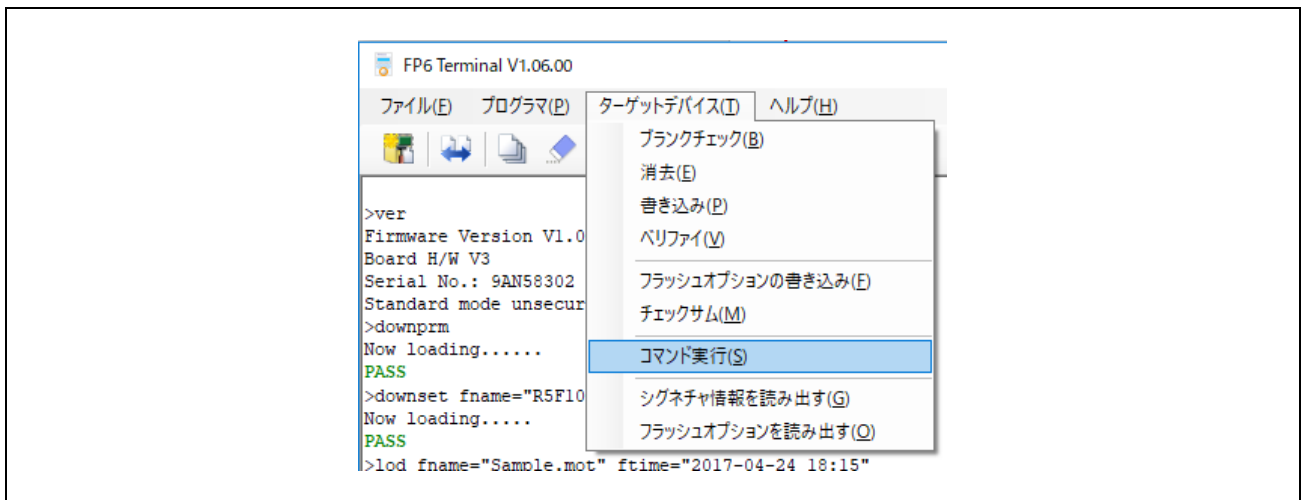 FP6 Terminal V1.06.00
ファイル(F) プログラマ(P) ターゲットデバイス(T) ヘルプ(H)
ブランクチェック(B)
消去(E)
書き込み(P)
ベリファイ(V)
フラッシュオプションの書き込み(F)
チェックサム(M)
コマンド実行(S)
シグネチャ情報を読み出す(G)
フラッシュオプションを読み出す(O)
>ver
Firmware Version V1.0
Board H/W V3
Serial No.: 9AN58302
Standard mode unsecur
>downprm
Now loading......
PASS
>downset fname="R5F10
Now loading.....
PASS
>lod fname="Sample.mot" ftime="2017-04-24 18:15"